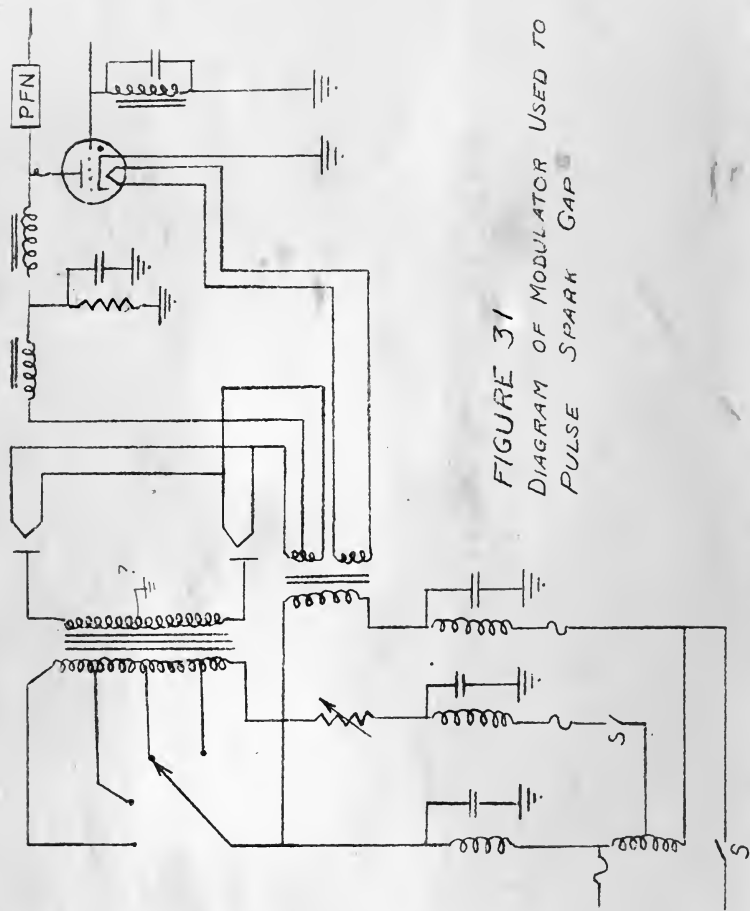 PFN
?
S
S
FIGURE 31
DIAGRAM OF MODULATOR USED TO
PULSE SPARK GAP